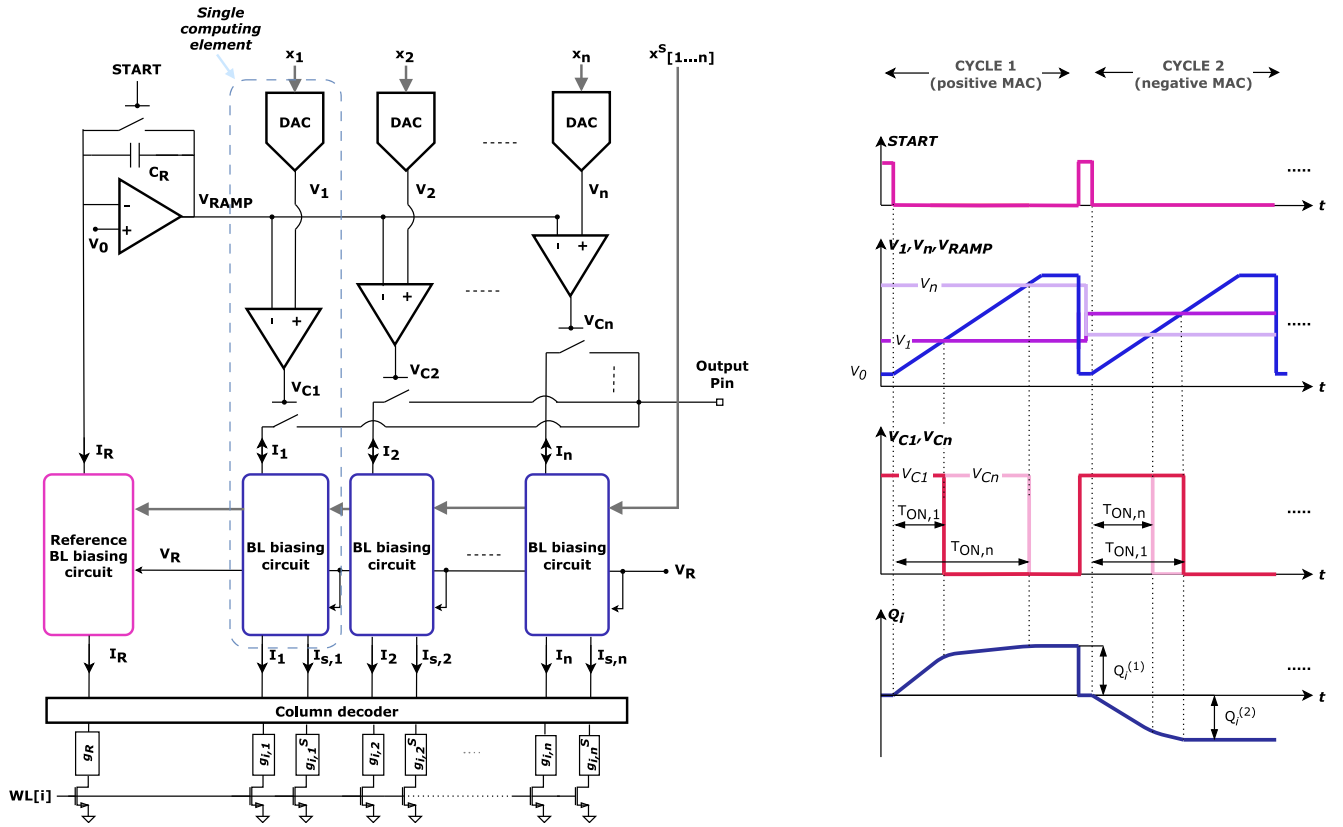 Single
computing
element
x1
x2
xn
xS[1...n]
START
DAC
DAC
DAC
CR
V1
V2
Vn
VRAMP
-
+
V0
-
+
-
+
-
+
VCn
VC2
VC1
Output
Pin
IR
I1
I2
In
Reference
BL biasing
circuit
BL biasing
circuit
BL biasing
circuit
BL biasing
circuit
VR
VR
IR
I1
Is,1
I2
Is,2
In
Is,n
Column decoder
gR
gi,1
gi,1S
gi,2
gi,2S
gi,n
gi,nS
WL[i]
CYCLE 1
(positive MAC)
CYCLE 2
(negative MAC)
START
t
V1,Vn,VRAMP
Vn
V1
V0
t
VC1,VCn
VC1
VCn
TON,1
TON,n
TON,n
TON,1
t
Qi
Qi(1)
Qi(2)
t